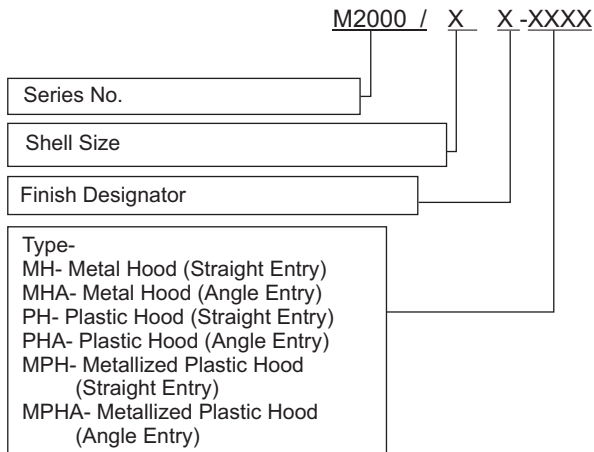 M2000 / X X -XXXX
Series No.
Shell Size
Finish Designator
Type-
MH- Metal Hood (Straight Entry)
MHA- Metal Hood (Angle Entry)
PH- Plastic Hood (Straight Entry)
PHA- Plastic Hood (Angle Entry)
MPH- Metallized Plastic Hood
(Straight Entry)
MPHA- Metallized Plastic Hood
(Angle Entry)